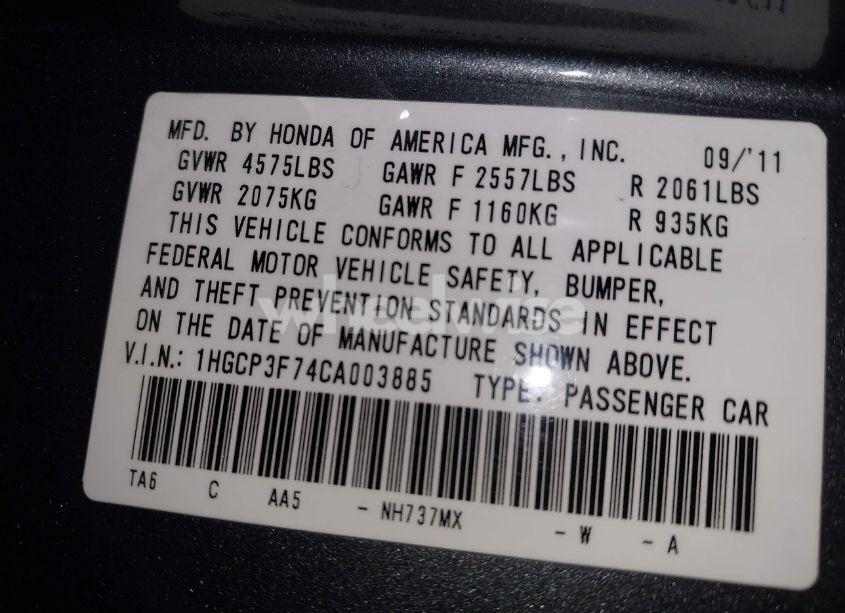 MFD. BY HONDA OF AMERICA MFG., INC. 09/'11
GVWR 4575LBS GAWR F 2557LBS R 2061LBS
GVWR 2075KG GAWR F 1160KG R 935KG
THIS VEHICLE CONFORMS TO ALL APPLICABLE
FEDERAL MOTOR VEHICLE SAFETY, BUMPER,
AND THEFT PREVENTION STANDARDS IN EFFECT
ON THE DATE OF MANUFACTURE SHOWN ABOVE.
V.I.N.: 1HGCP3F74CA003885 TYPE: PASSENGER CAR
TA6 C AA5 - NH737MX - W - A
wheelwise